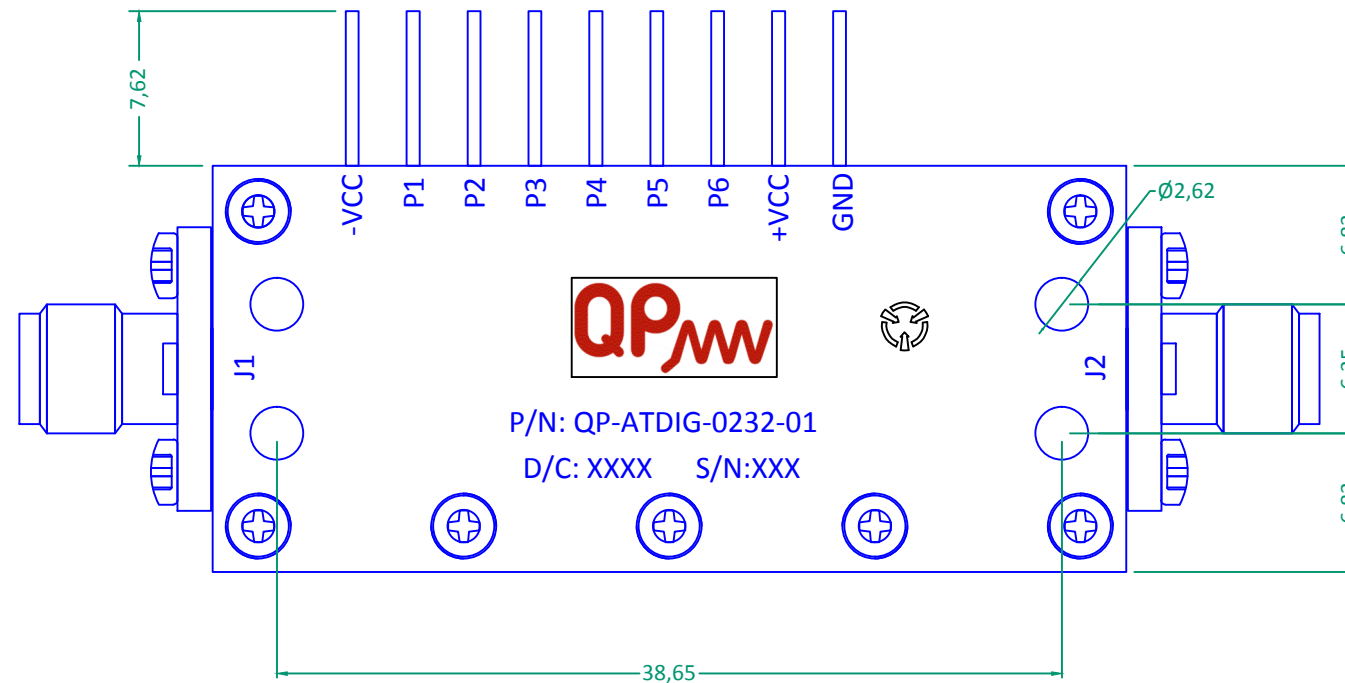 7,62
-VCC
P1
P2
P3
P4
P5
P6
+VCC
GND
Ø2,62
QPMW
J1
J2
P/N: QP-ATDIG-0232-01
D/C: XXXX S/N:XXX
38,65